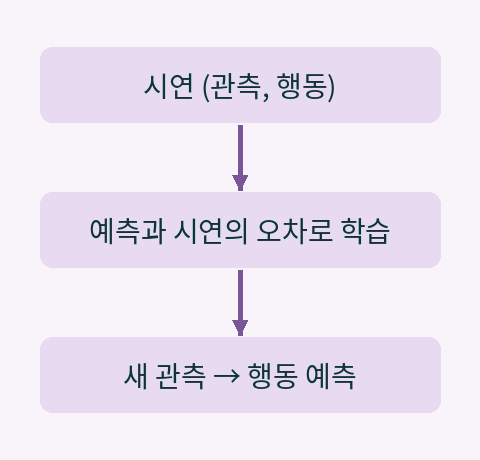 시연 (관측, 행동)
예측과 시연의 오차로 학습
새 관측 → 행동 예측